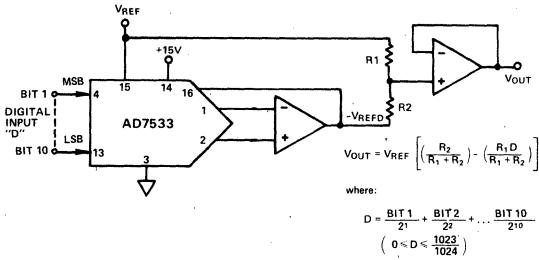 VREF
+15V
R1
MSB
BIT 1
4
15
14
16
DIGITAL
INPUT
"D"
AD7533
1
2
-VREFD
R2
VOUT
LSB
BIT 10
13
3
VOUT = VREF [(R2 / R1 + R2) - (R1 D / R1 + R2)]
where:
D = BIT 1 / 2^1 + BIT 2 / 2^2 + ... BIT 10 / 2^10
( 0 ≤ D ≤ 1023 / 1024 )